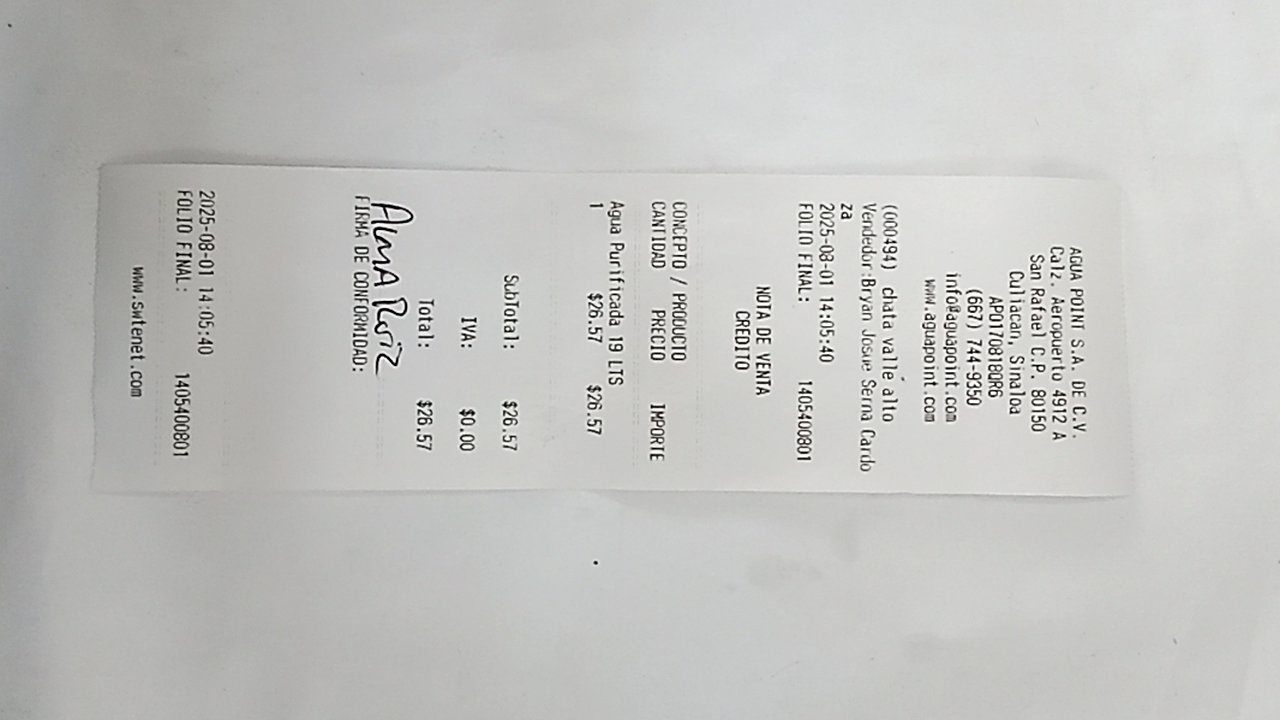 AGUA POINT S.A. DE C.V.
Calz. Aeropuerto 4912 A
San Rafael C.P. 80150
Culiacan, Sinaloa
APO170818QR6
(667) 744-9350
info@aguapoint.com
www.aguapoint.com
(000494) chata valle alto
Vendedor:Bryan Josue Serna Cardo
za
2025-08-01 14:05:40
FOLIO FINAL: 1405400801
NOTA DE VENTA
CREDITO
CONCEPTO / PRODUCTO
CANTIDAD PRECIO IMPORTE
Agua Purificada 19 LTS
1 $26.57 $26.57
SubTotal: $26.57
IVA: $0.00
Total: $26.57
Alma Ruiz
FIRMA DE CONFORMIDAD:
2025-08-01 14:05:40
FOLIO FINAL: 1405400801
www.swtenet.com